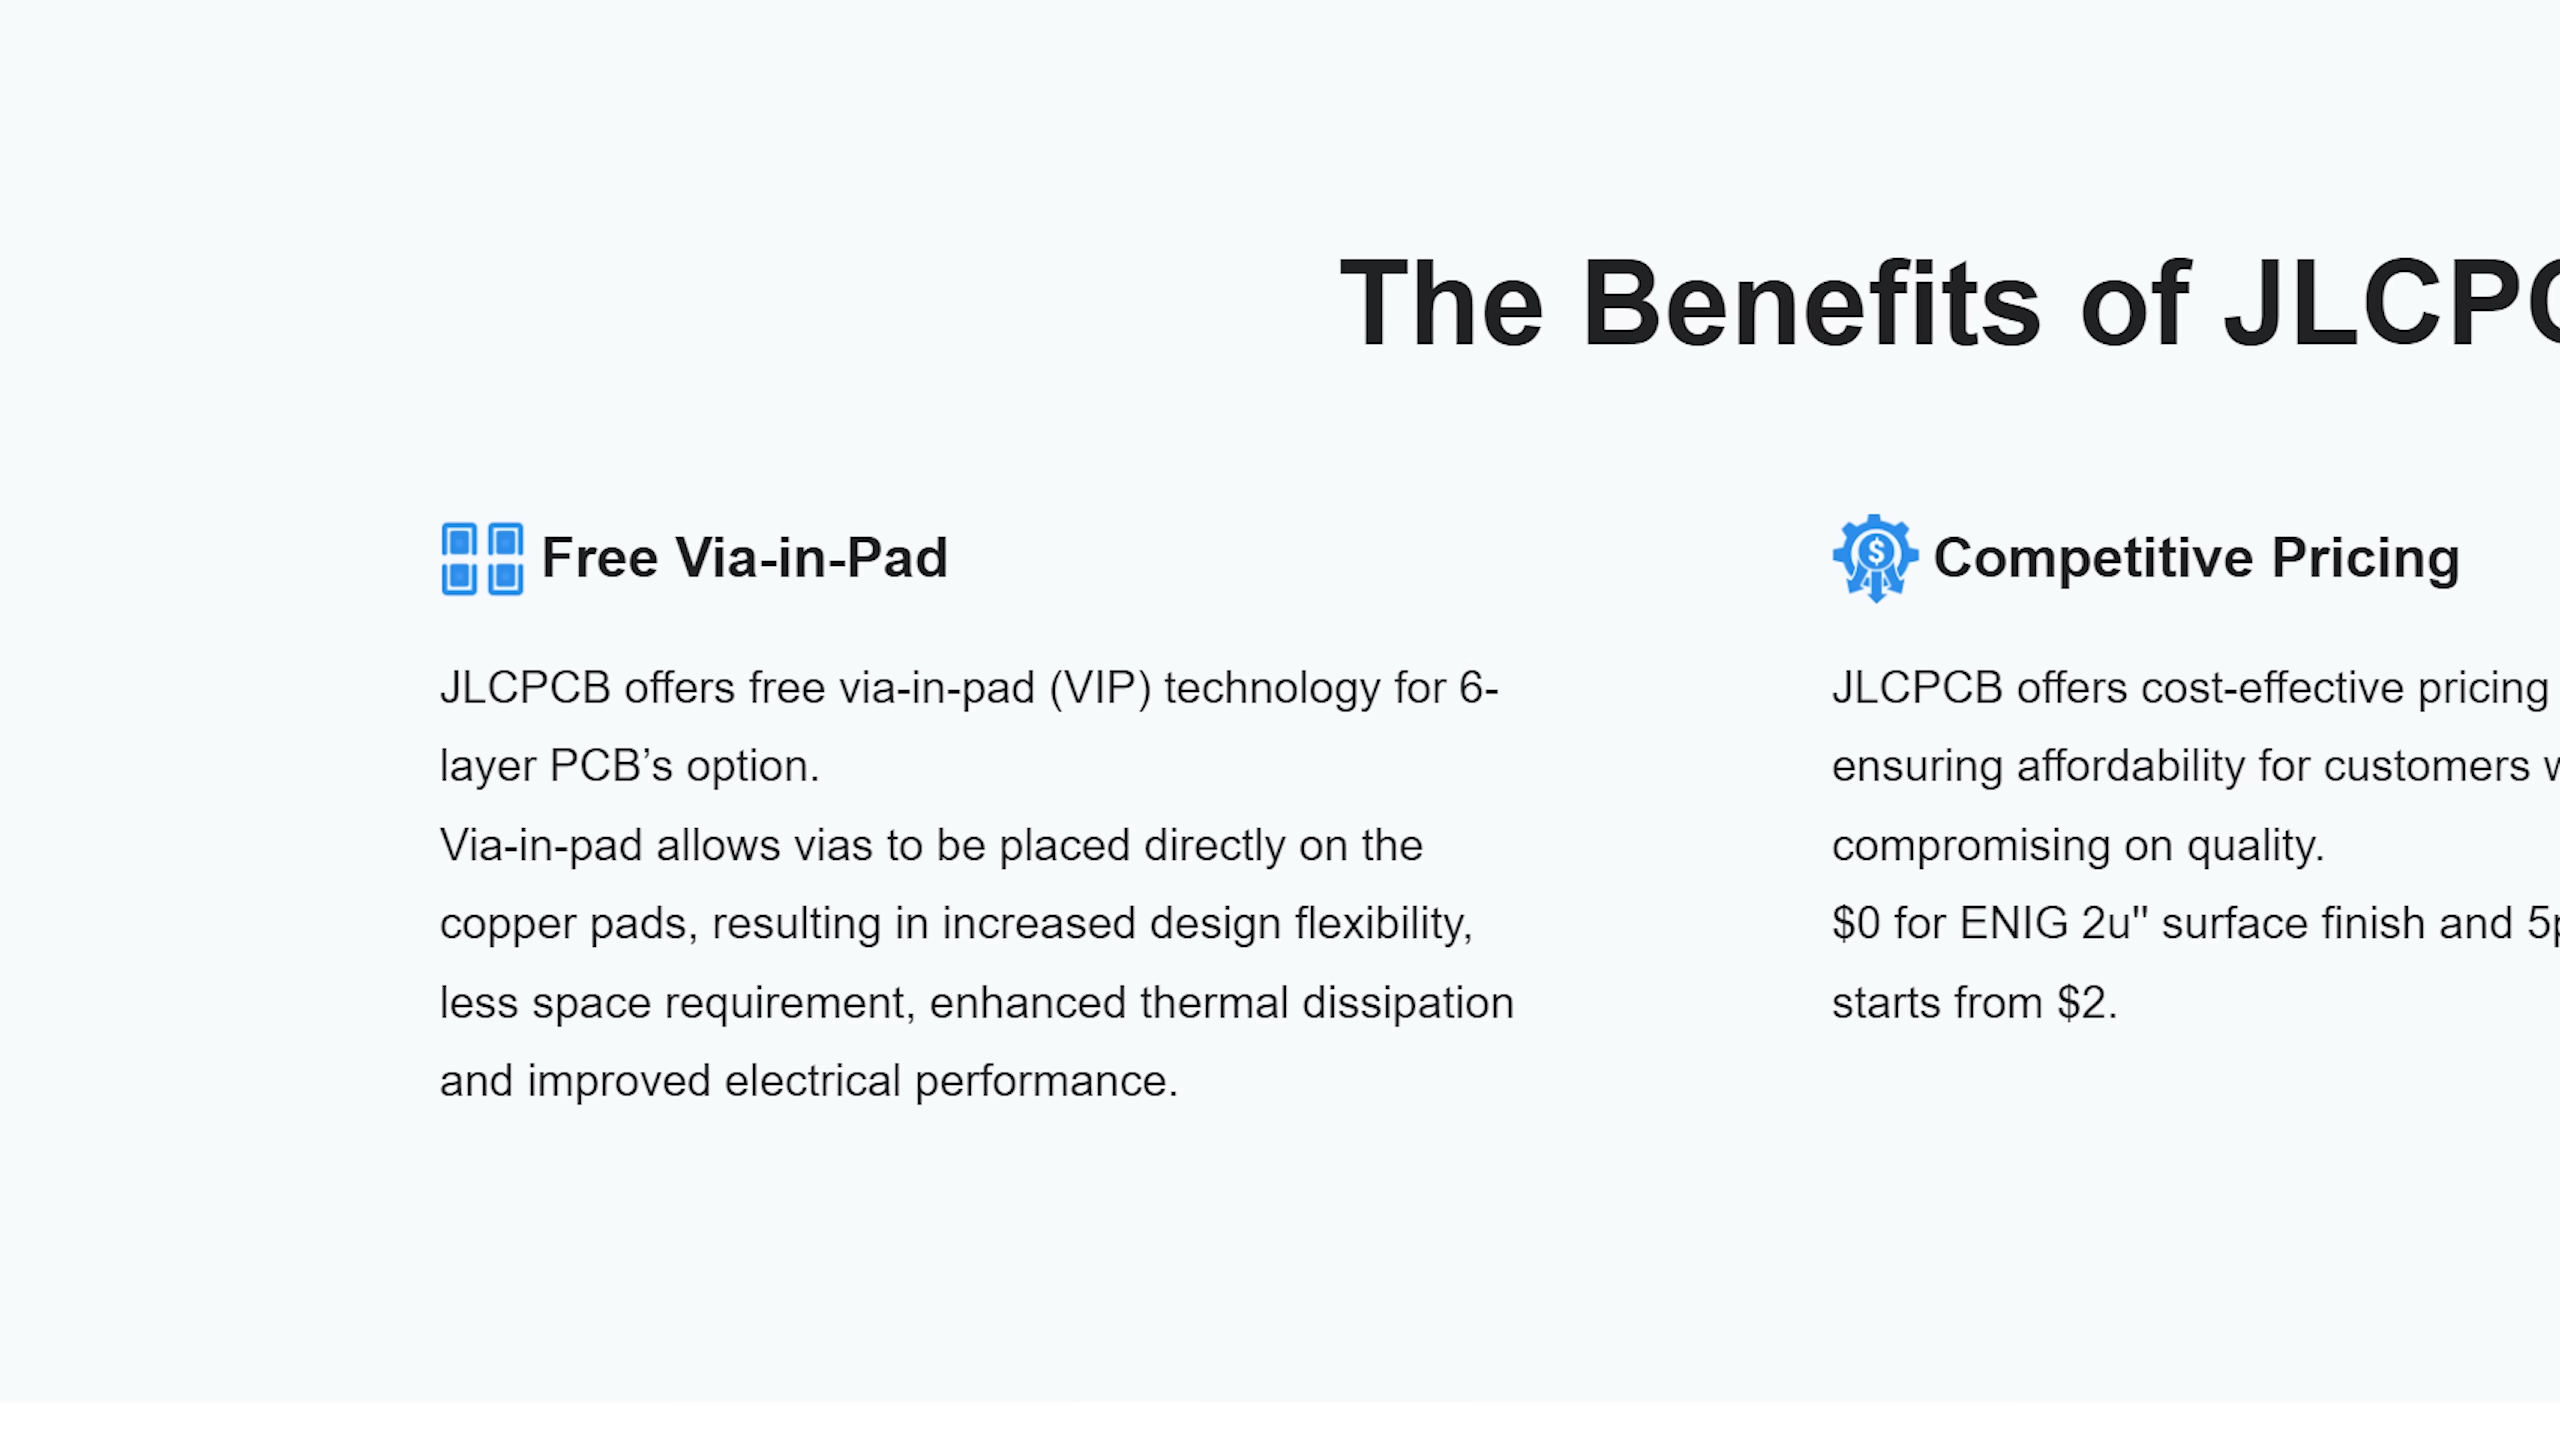 The Benefits of
Free Via-in-Pad
JLCPCB offers free via-in-pad (VIP) technology for 6-
layer PCB’s option.
Via-in-pad allows vias to be placed directly on the
copper pads, resulting in increased design flexibility,
less space requirement, enhanced thermal dissipation
and improved electrical performance.
Competitive Pricing
JLCPCB offers cost-effective pricing
ensuring affordability for customers
compromising on quality.
$0 for ENIG 2u" surface finish and
starts from $2.